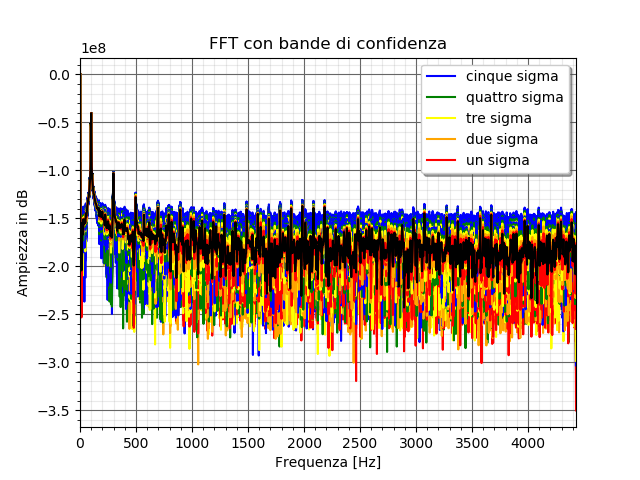 FFT con bande di confidenza
1e8
0.0
−0.5
−1.0
−1.5
−2.0
−2.5
−3.0
−3.5
Ampiezza in dB
cinque sigma
quattro sigma
tre sigma
due sigma
un sigma
0 500 1000 1500 2000 2500 3000 3500 4000
Frequenza [Hz]